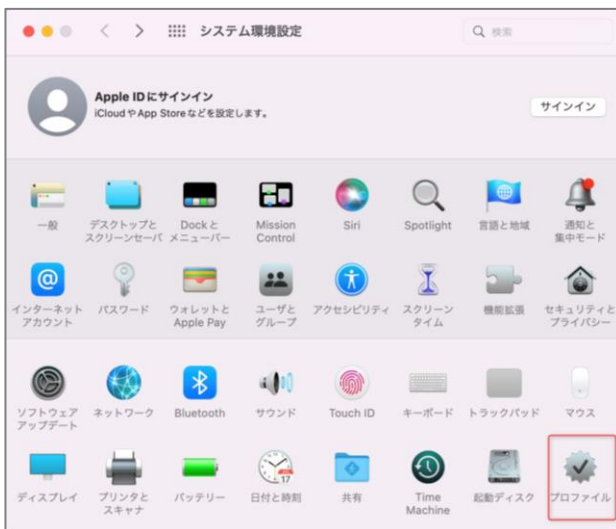 システム環境設定
検索
Apple IDにサインイン
iCloudやApp Storeなどを設定します。
サインイン
一般
デスクトップと
スクリーンセーバ
Dockと
メニューバー
Mission
Control
Siri
Spotlight
言語と地域
通知と
集中モード
インターネット
アカウント
パスワード
ウォレットと
Apple Pay
ユーザと
グループ
アクセシビリティ
スクリーン
タイム
機能拡張
セキュリティと
プライバシー
ソフトウェア
アップデート
ネットワーク
Bluetooth
サウンド
Touch ID
キーボード
トラックパッド
マウス
ディスプレイ
プリンタと
スキャナ
バッテリー
17
日付と時刻
共有
Time
Machine
起動ディスク
プロファイル